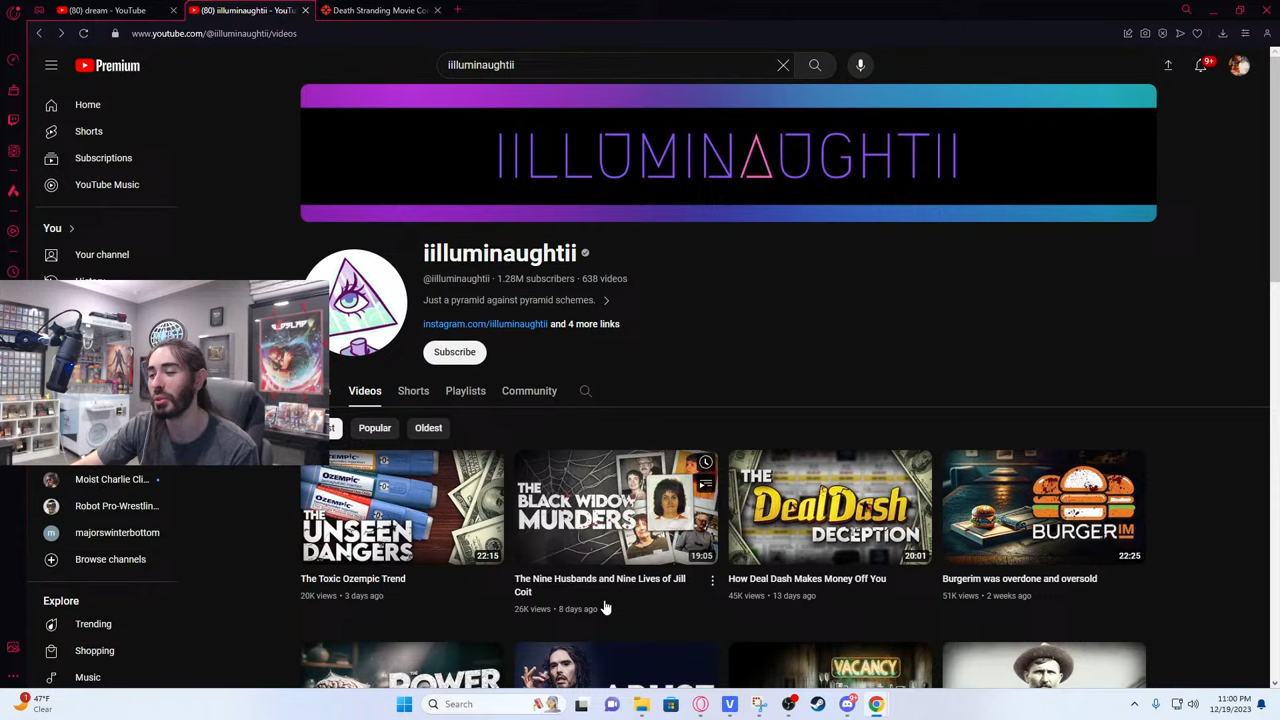 (80) dream - YouTube
(80) iilluminaughtii - YouTu
Death Stranding Movie Co
www.youtube.com/@iilluminaughtii/videos
Premium
iilluminaughtii
9+
Home
Shorts
Subscriptions
YouTube Music
You
Your channel
IILLUMINAUGHTII
iilluminaughtii
@iilluminaughtii · 1.28M subscribers · 638 videos
Just a pyramid against pyramid schemes.
instagram.com/iilluminaughtii and 4 more links
Subscribe
Videos
Shorts
Playlists
Community
Popular
Oldest
Moist Charlie Cli...
Robot Pro-Wrestlin...
majorswinterbottom
Browse channels
Explore
Trending
Shopping
Music
OZEMPIC
THE UNSEEN DANGERS
22:15
The Toxic Ozempic Trend
20K views • 3 days ago
THE BLACK WIDOW MURDERS
19:05
The Nine Husbands and Nine Lives of Jill
Coit
26K views • 8 days ago
THE DealDash DECEPTION
20:01
How Deal Dash Makes Money Off You
45K views • 13 days ago
BURGERIM
22:25
Burgerim was overdone and oversold
51K views • 2 weeks ago
POWER
VACANCY
47°F
Clear
Search
11:00 PM
12/19/2023